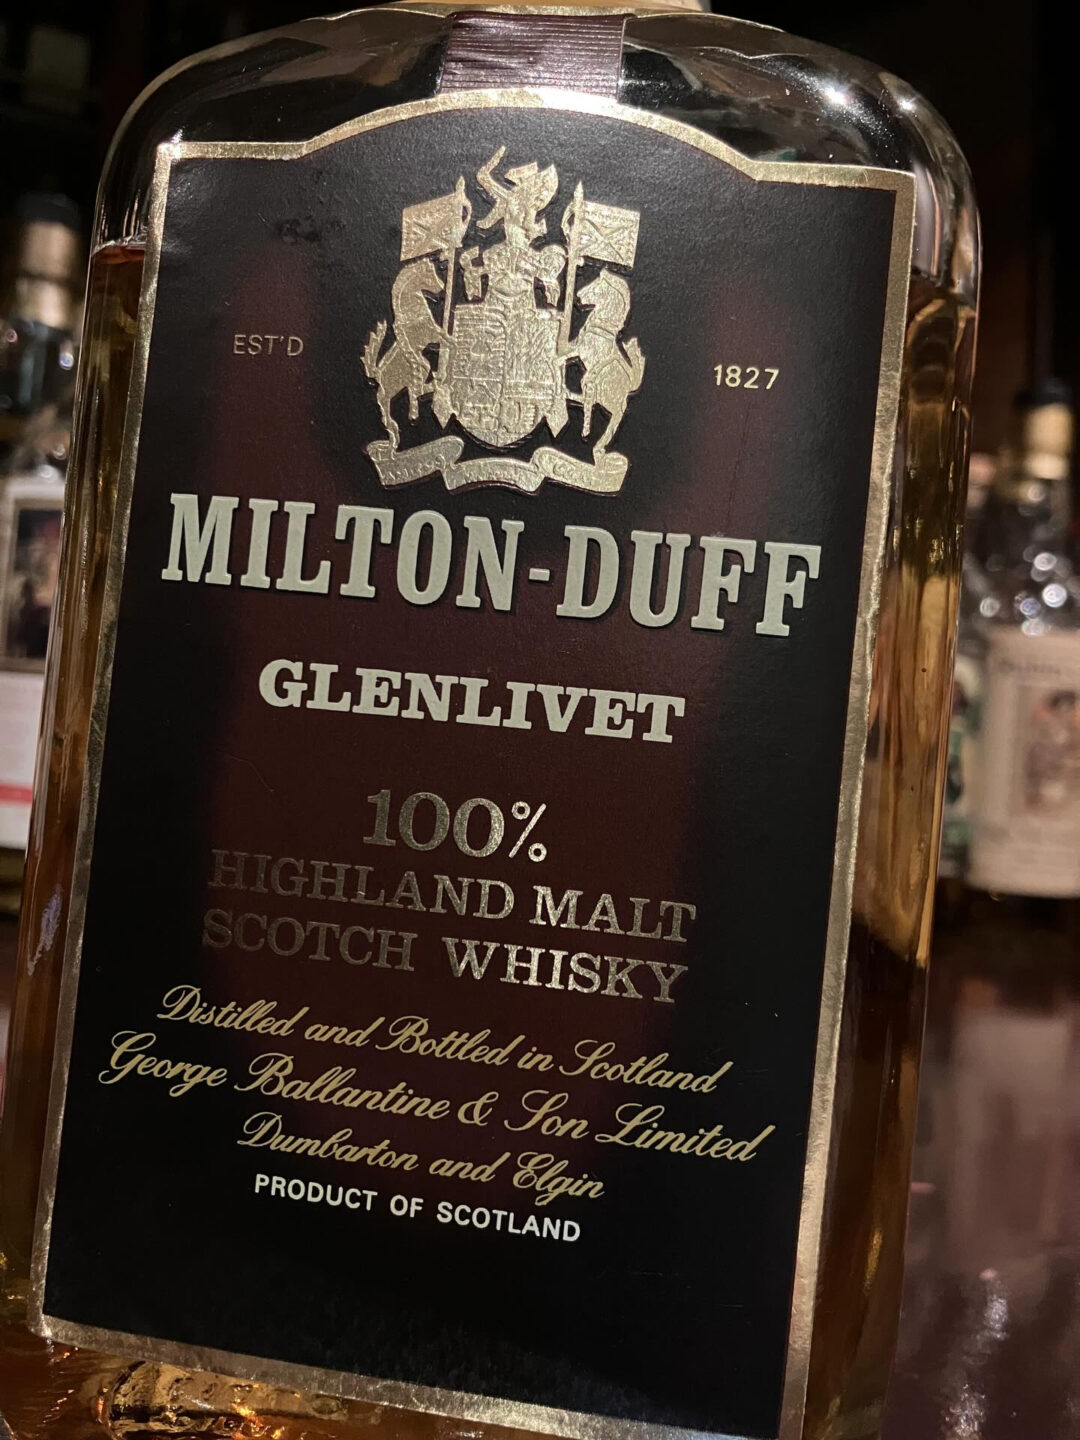 EST'D
1827
MILTON-DUFF
GLENLIVET
100%
HIGHLAND MALT
SCOTCH WHISKY
Distilled and Bottled in Scotland
George Ballantine & Son Limited
Dumbarton and Elgin
PRODUCT OF SCOTLAND